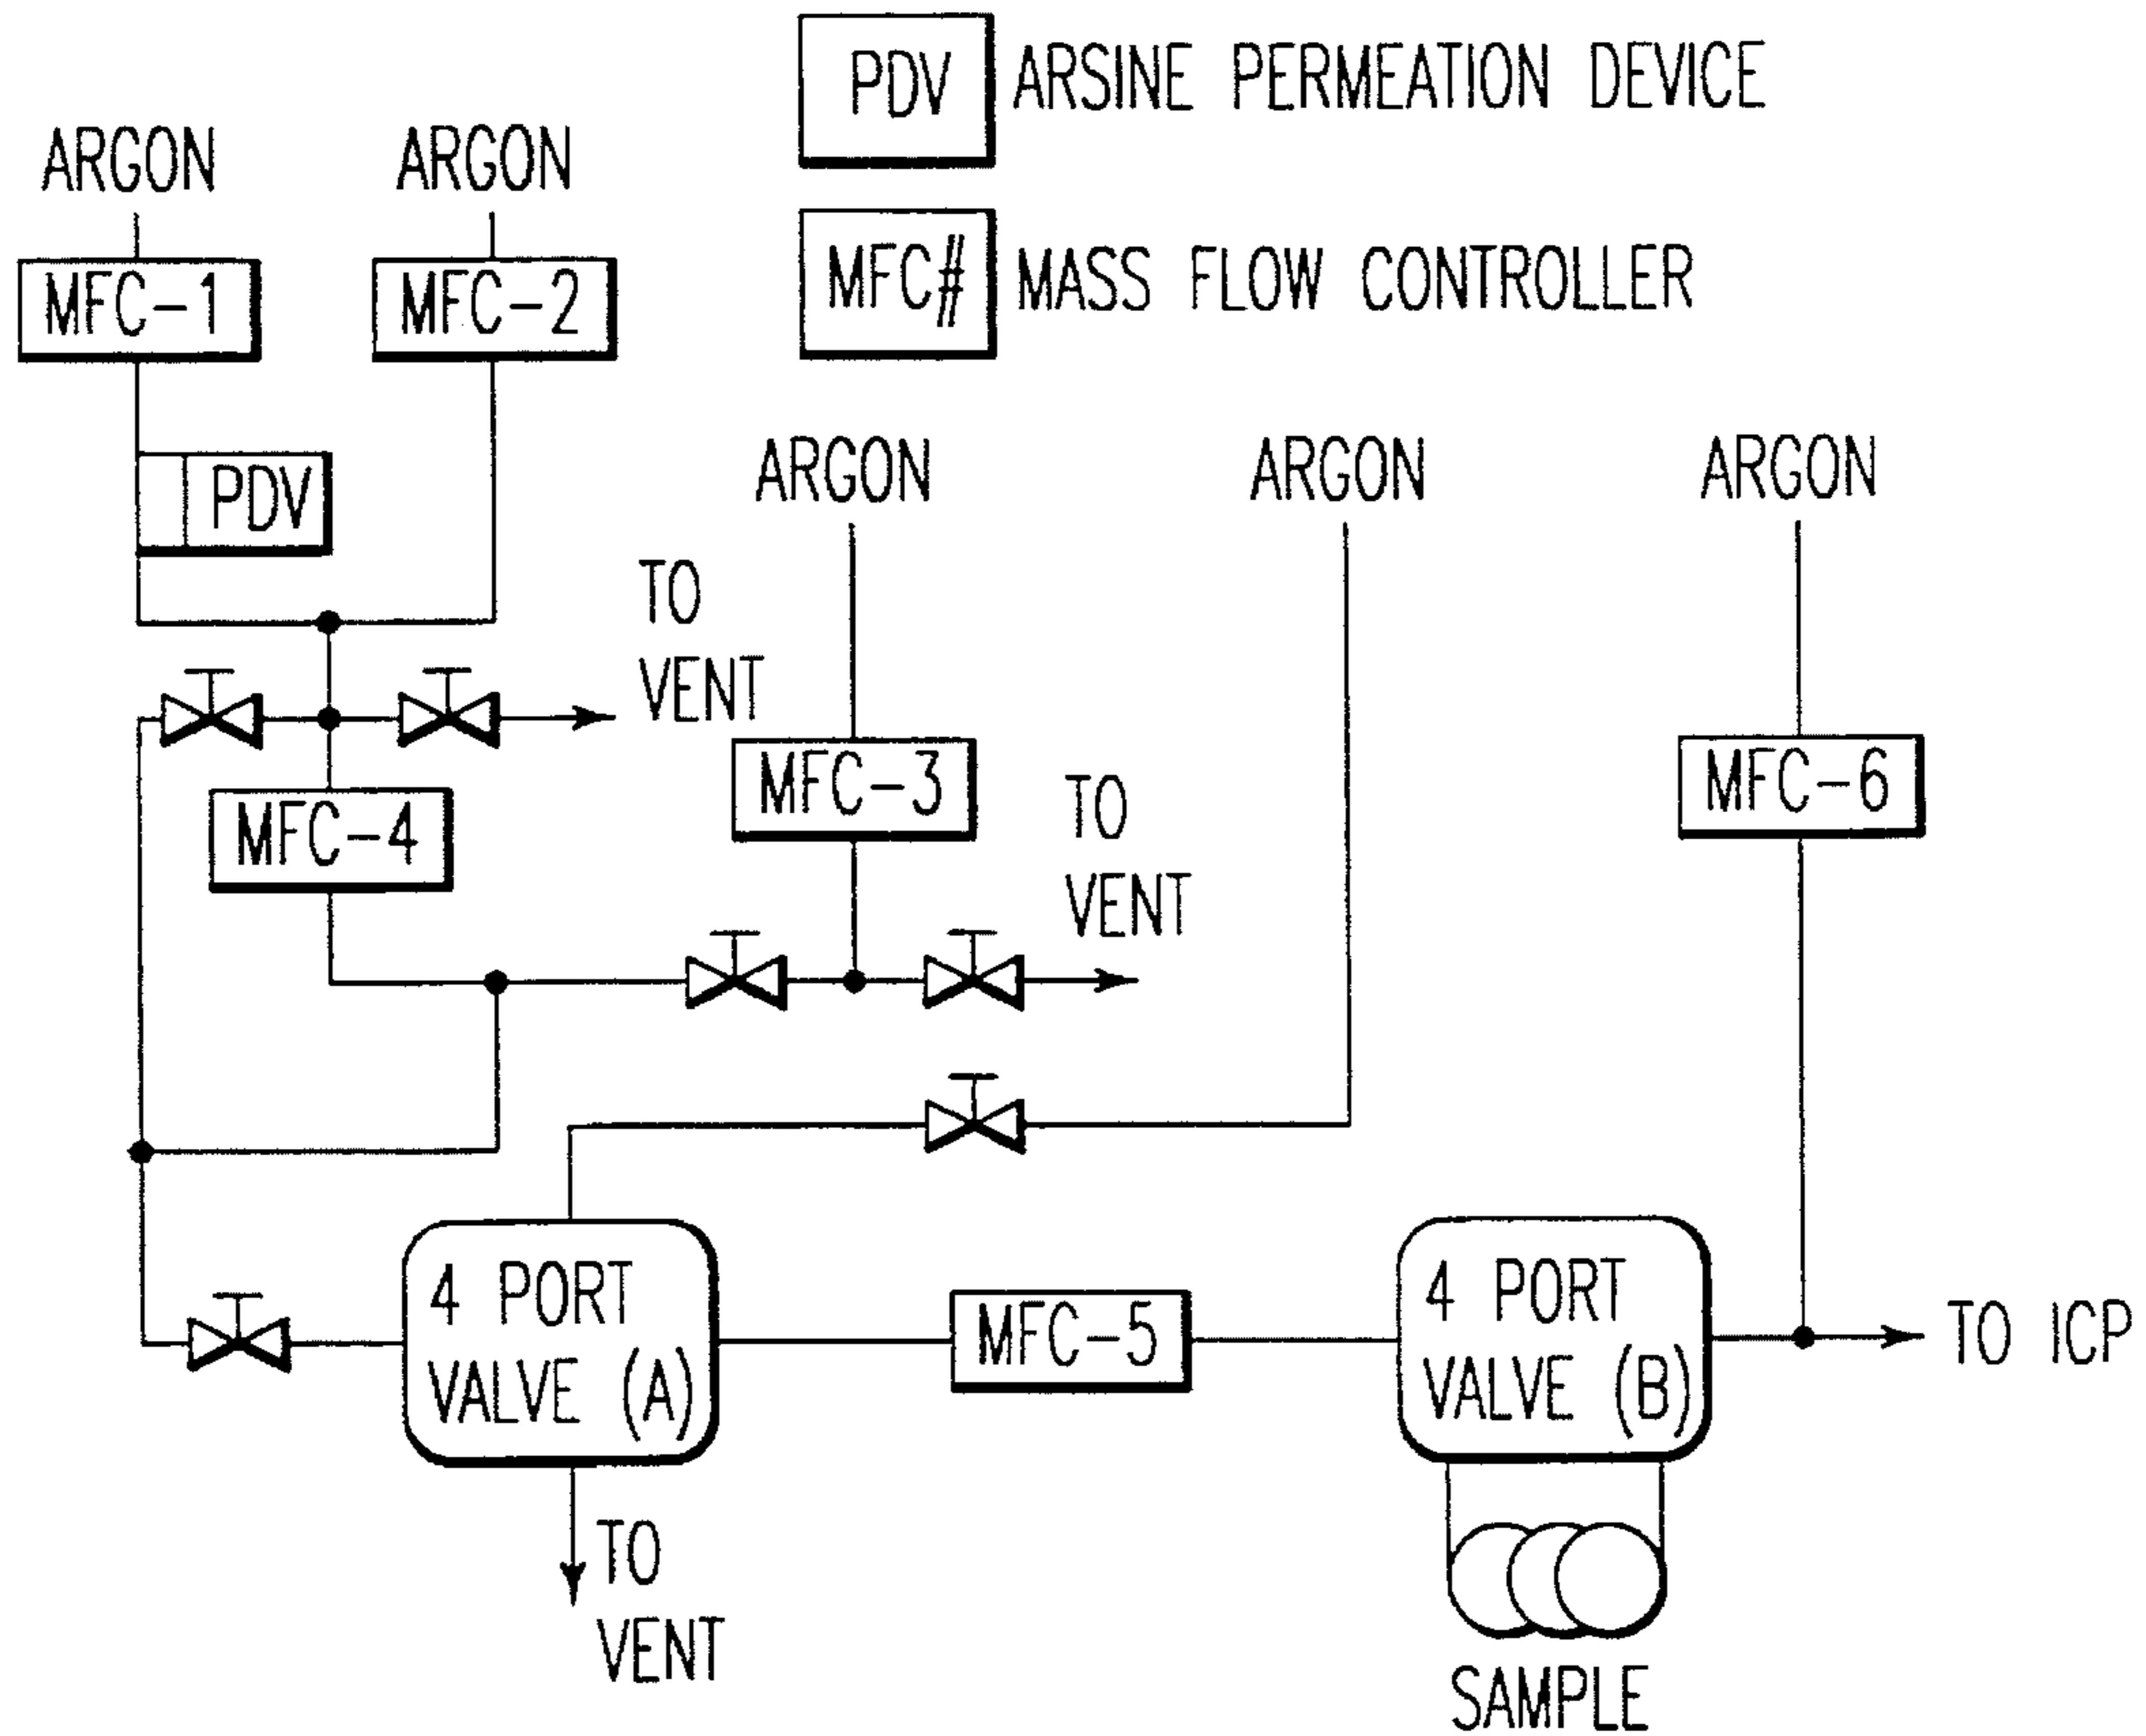 PDV ARSINE PERMEATION DEVICE
MFC# MASS FLOW CONTROLLER
ARGON
ARGON
MFC-1
MFC-2
PDV
TO
VENT
ARGON
ARGON
ARGON
MFC-4
MFC-3
MFC-6
TO
VENT
4 PORT
VALVE (A)
MFC-5
4 PORT
VALVE (B)
TO ICP
TO
VENT
SAMPLE